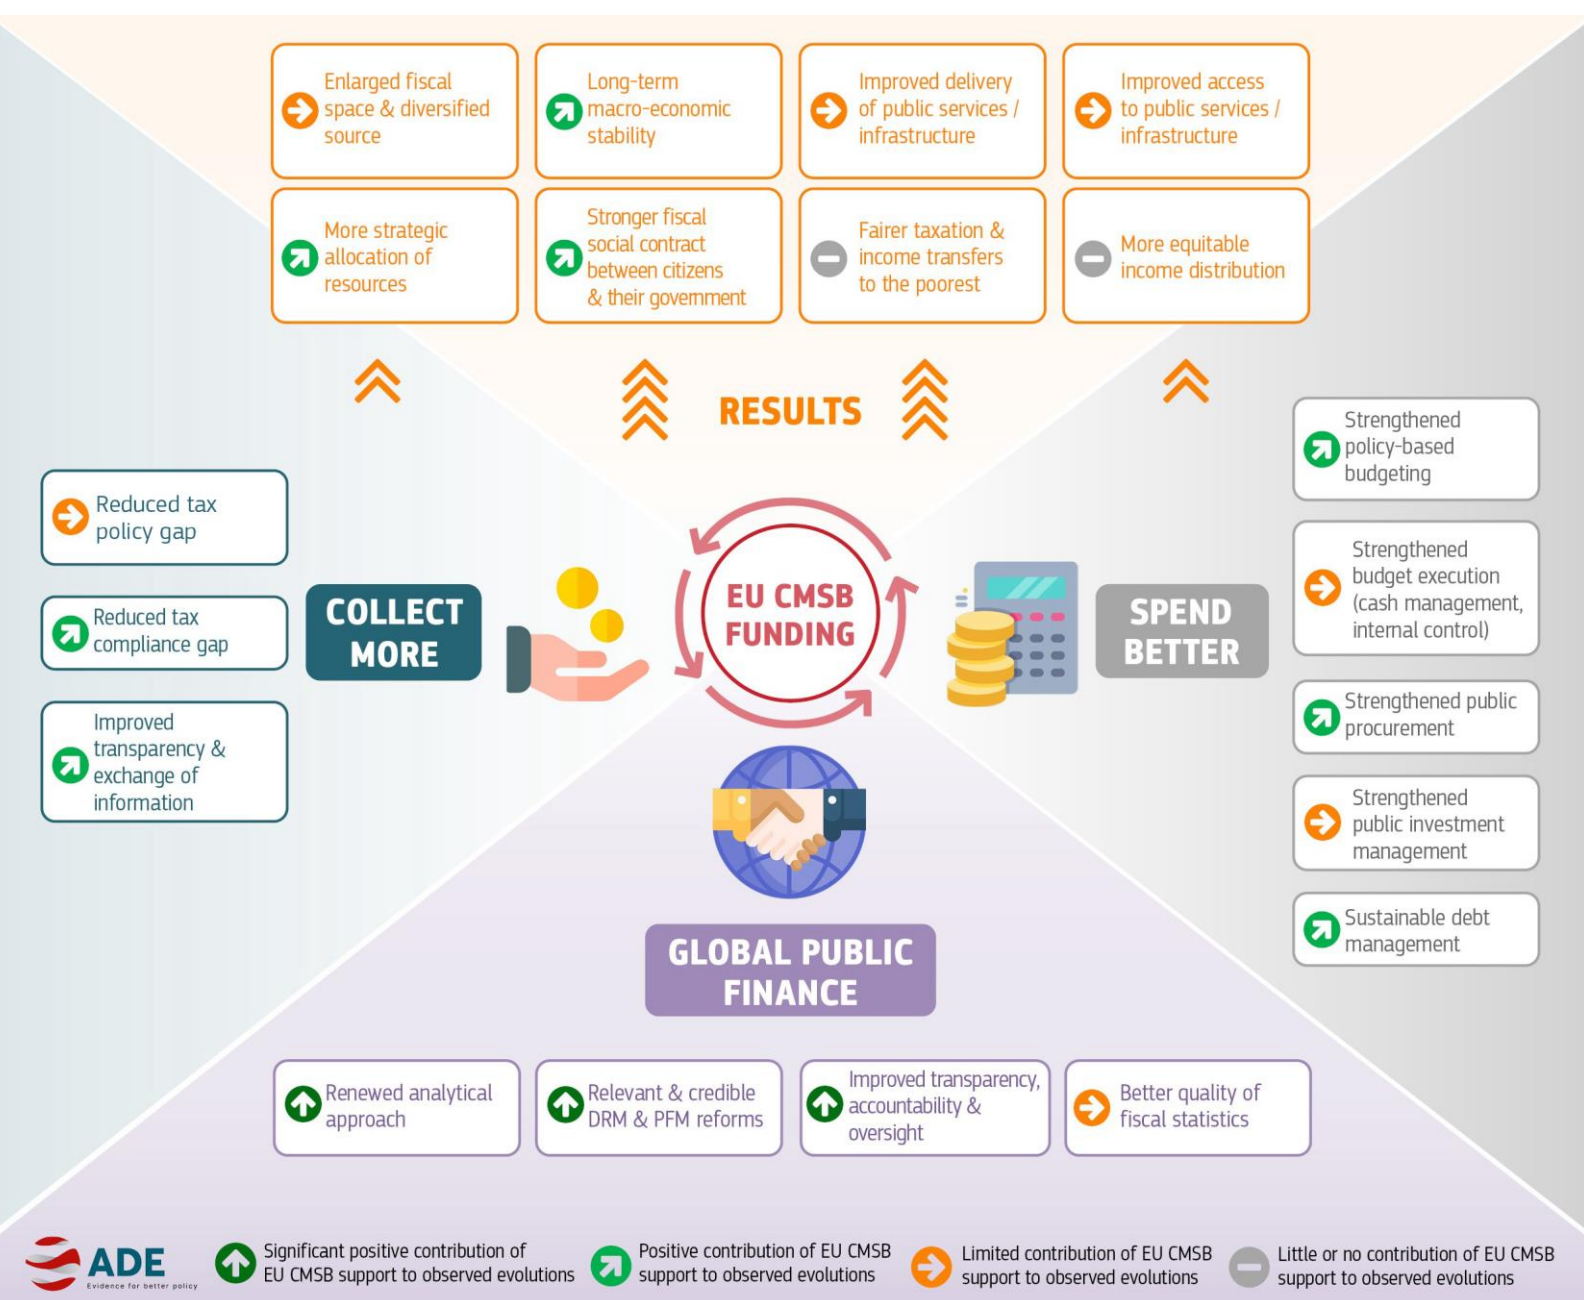 Enlarged fiscal
space & diversified
source
Long-term
macro-economic
stability
Improved delivery
of public services /
infrastructure
Improved access
to public services /
infrastructure
More strategic
allocation of
resources
Stronger fiscal
social contract
between citizens
& their government
Fairer taxation &
income transfers
to the poorest
More equitable
income distribution
RESULTS
Reduced tax
policy gap
Reduced tax
compliance gap
Improved
transparency &
exchange of
information
COLLECT
MORE
EU CMSB
FUNDING
SPEND
BETTER
Strengthened
policy-based
budgeting
Strengthened
budget execution
(cash management,
internal control)
Strengthened public
procurement
Strengthened
public investment
management
Sustainable debt
management
GLOBAL PUBLIC
FINANCE
Renewed analytical
approach
Relevant & credible
DRM & PFM reforms
Improved transparency,
accountability &
oversight
Better quality of
fiscal statistics
ADE
Evidence for better policy
Significant positive contribution of
EU CMSB support to observed evolutions
Positive contribution of EU CMSB
support to observed evolutions
Limited contribution of EU CMSB
support to observed evolutions
Little or no contribution of EU CMSB
support to observed evolutions